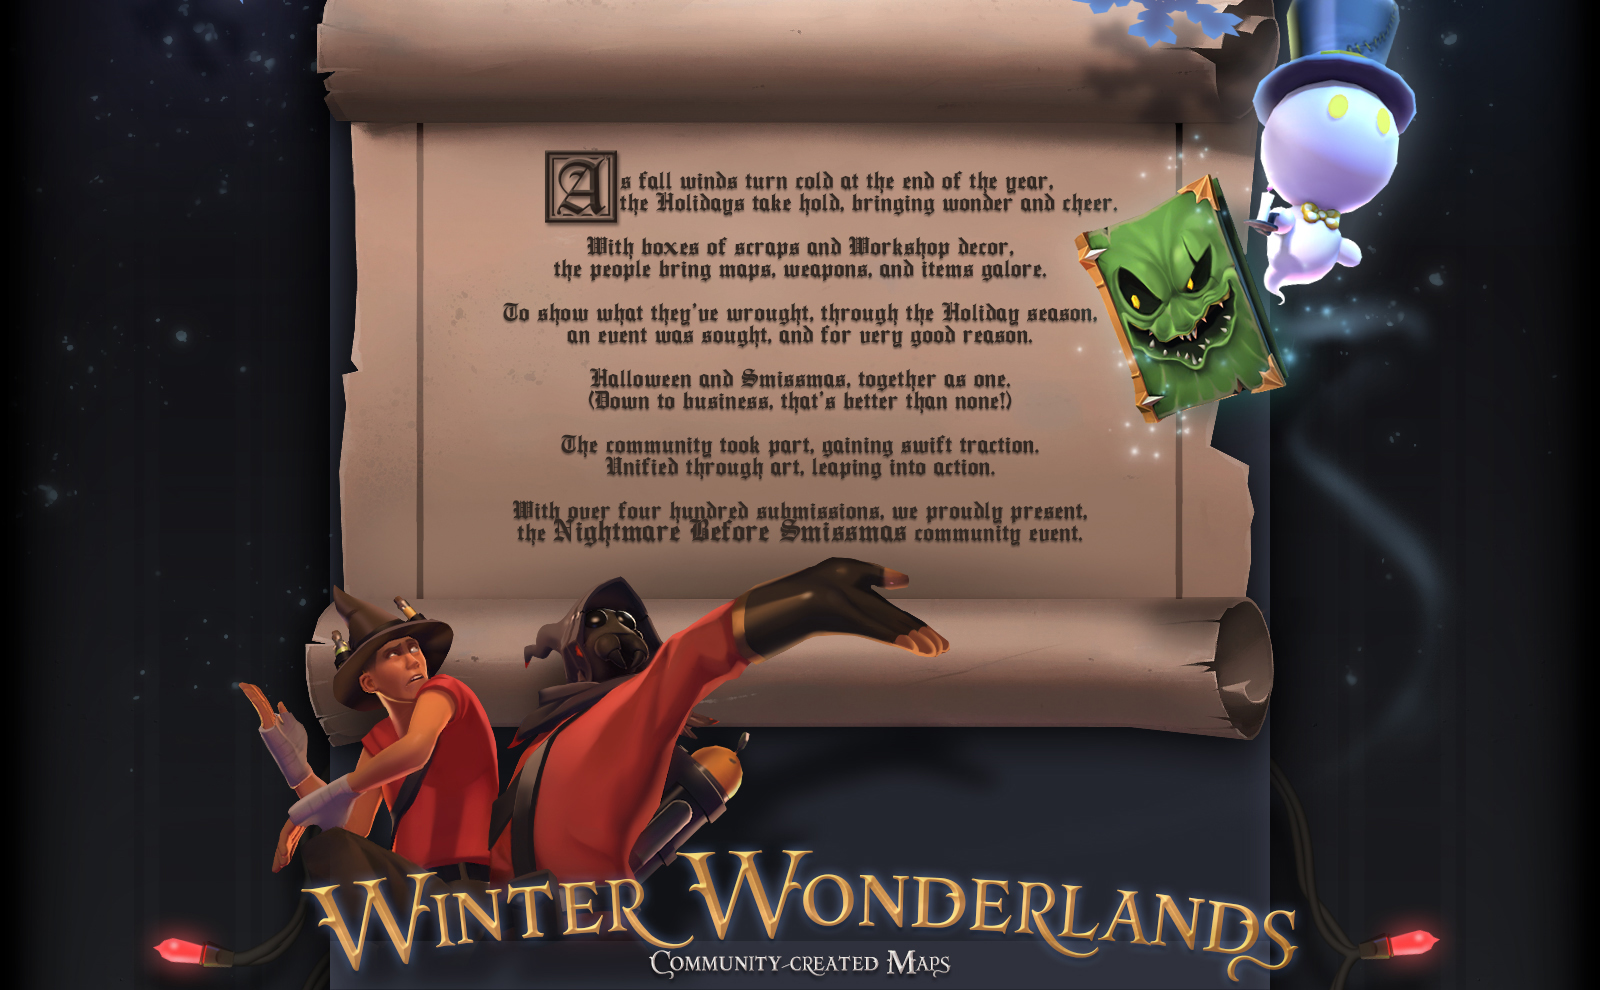 As fall winds turn cold at the end of the year,
the Holidays take hold, bringing wonder and cheer.
With boxes of scraps and Workshop decor,
the people bring maps, weapons, and items galore.
To show what they've wrought, through the Holiday season,
an event was sought, and for very good reason.
Halloween and Smissmas, together as one.
(Down to business, that's better than none!)
The community took part, gaining swift traction.
Unified through art, leaping into action.
With over four hundred submissions, we proudly present,
the Nightmare Before Smissmas community event.
Winter Wonderlands
Community-created Maps